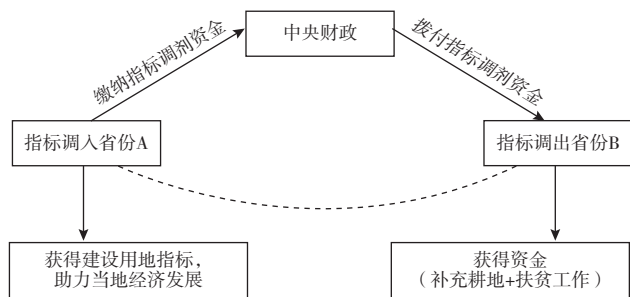 中央财政
缴纳指标调剂资金
拨付指标调剂资金
指标调入省份A
指标调出省份B
获得建设用地指标，
助力当地经济发展
获得资金
（补充耕地+扶贫工作）